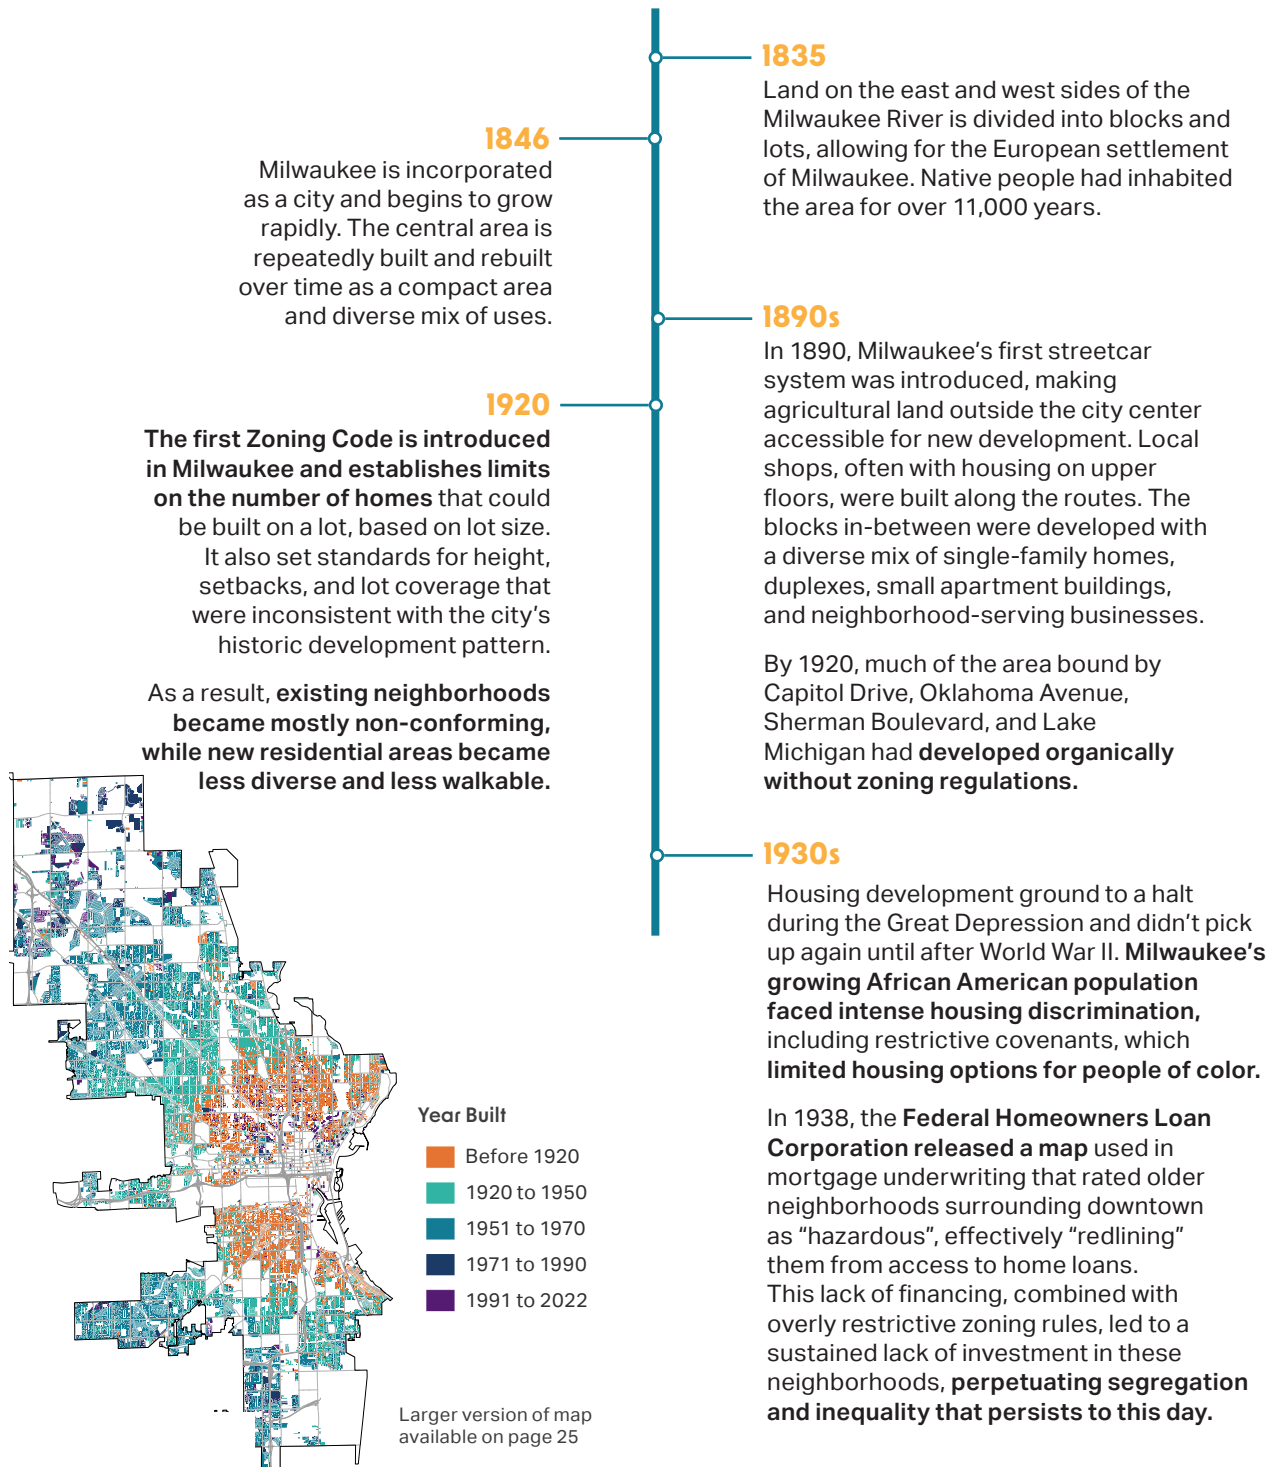 1835
Land on the east and west sides of the
Milwaukee River is divided into blocks and
lots, allowing for the European settlement
of Milwaukee. Native people had inhabited
the area for over 11,000 years.
1846
Milwaukee is incorporated
as a city and begins to grow
rapidly. The central area is
repeatedly built and rebuilt
over time as a compact area
and diverse mix of uses.
1890s
In 1890, Milwaukee’s first streetcar
system was introduced, making
agricultural land outside the city center
accessible for new development. Local
shops, often with housing on upper
floors, were built along the routes. The
blocks in-between were developed with
a diverse mix of single-family homes,
duplexes, small apartment buildings,
and neighborhood-serving businesses.
By 1920, much of the area bound by
Capitol Drive, Oklahoma Avenue,
Sherman Boulevard, and Lake
Michigan had developed organically
without zoning regulations.
1920
The first Zoning Code is introduced
in Milwaukee and establishes limits
on the number of homes that could
be built on a lot, based on lot size.
It also set standards for height,
setbacks, and lot coverage that
were inconsistent with the city’s
historic development pattern.
As a result, existing neighborhoods
became mostly non-conforming,
while new residential areas became
less diverse and less walkable.
1930s
Housing development ground to a halt
during the Great Depression and didn’t pick
up again until after World War II. Milwaukee’s
growing African American population
faced intense housing discrimination,
including restrictive covenants, which
limited housing options for people of color.
In 1938, the Federal Homeowners Loan
Corporation released a map used in
mortgage underwriting that rated older
neighborhoods surrounding downtown
as “hazardous”, effectively “redlining”
them from access to home loans.
This lack of financing, combined with
overly restrictive zoning rules, led to a
sustained lack of investment in these
neighborhoods, perpetuating segregation
and inequality that persists to this day.
Year Built
Before 1920
1920 to 1950
1951 to 1970
1971 to 1990
1991 to 2022
Larger version of map
available on page 25